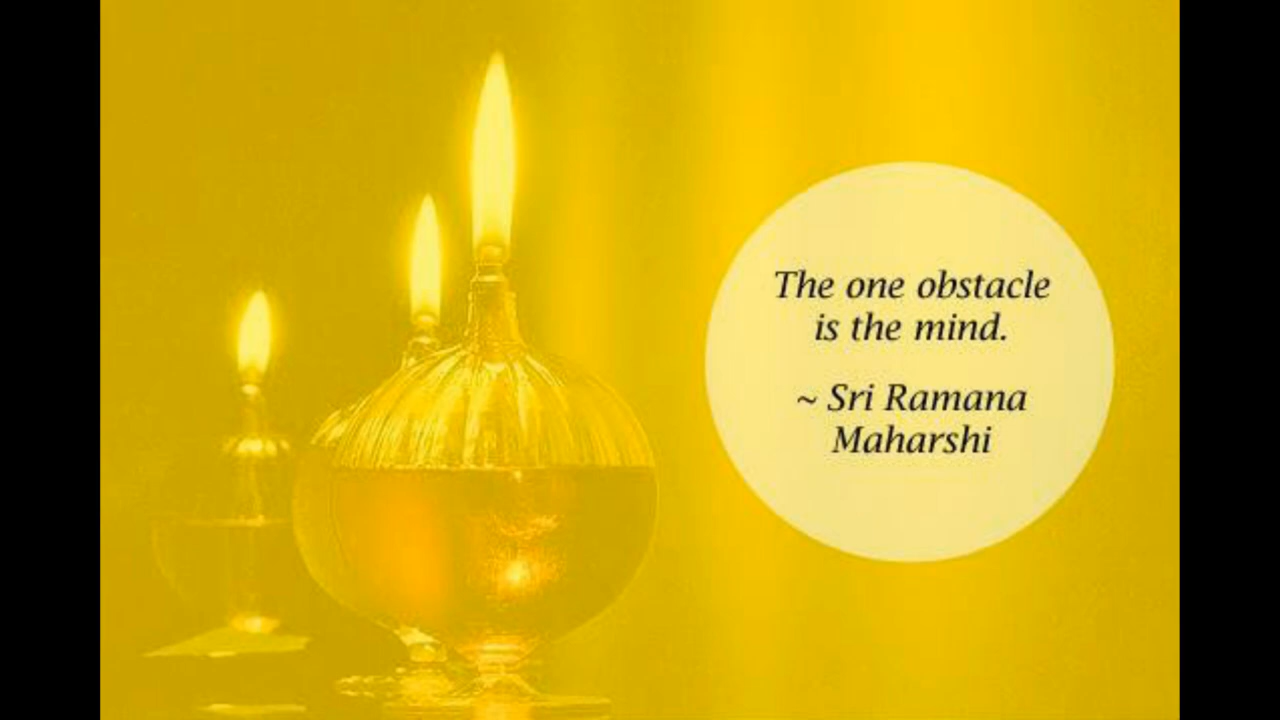 The one obstacle
is the mind.
~ Sri Ramana
Maharshi